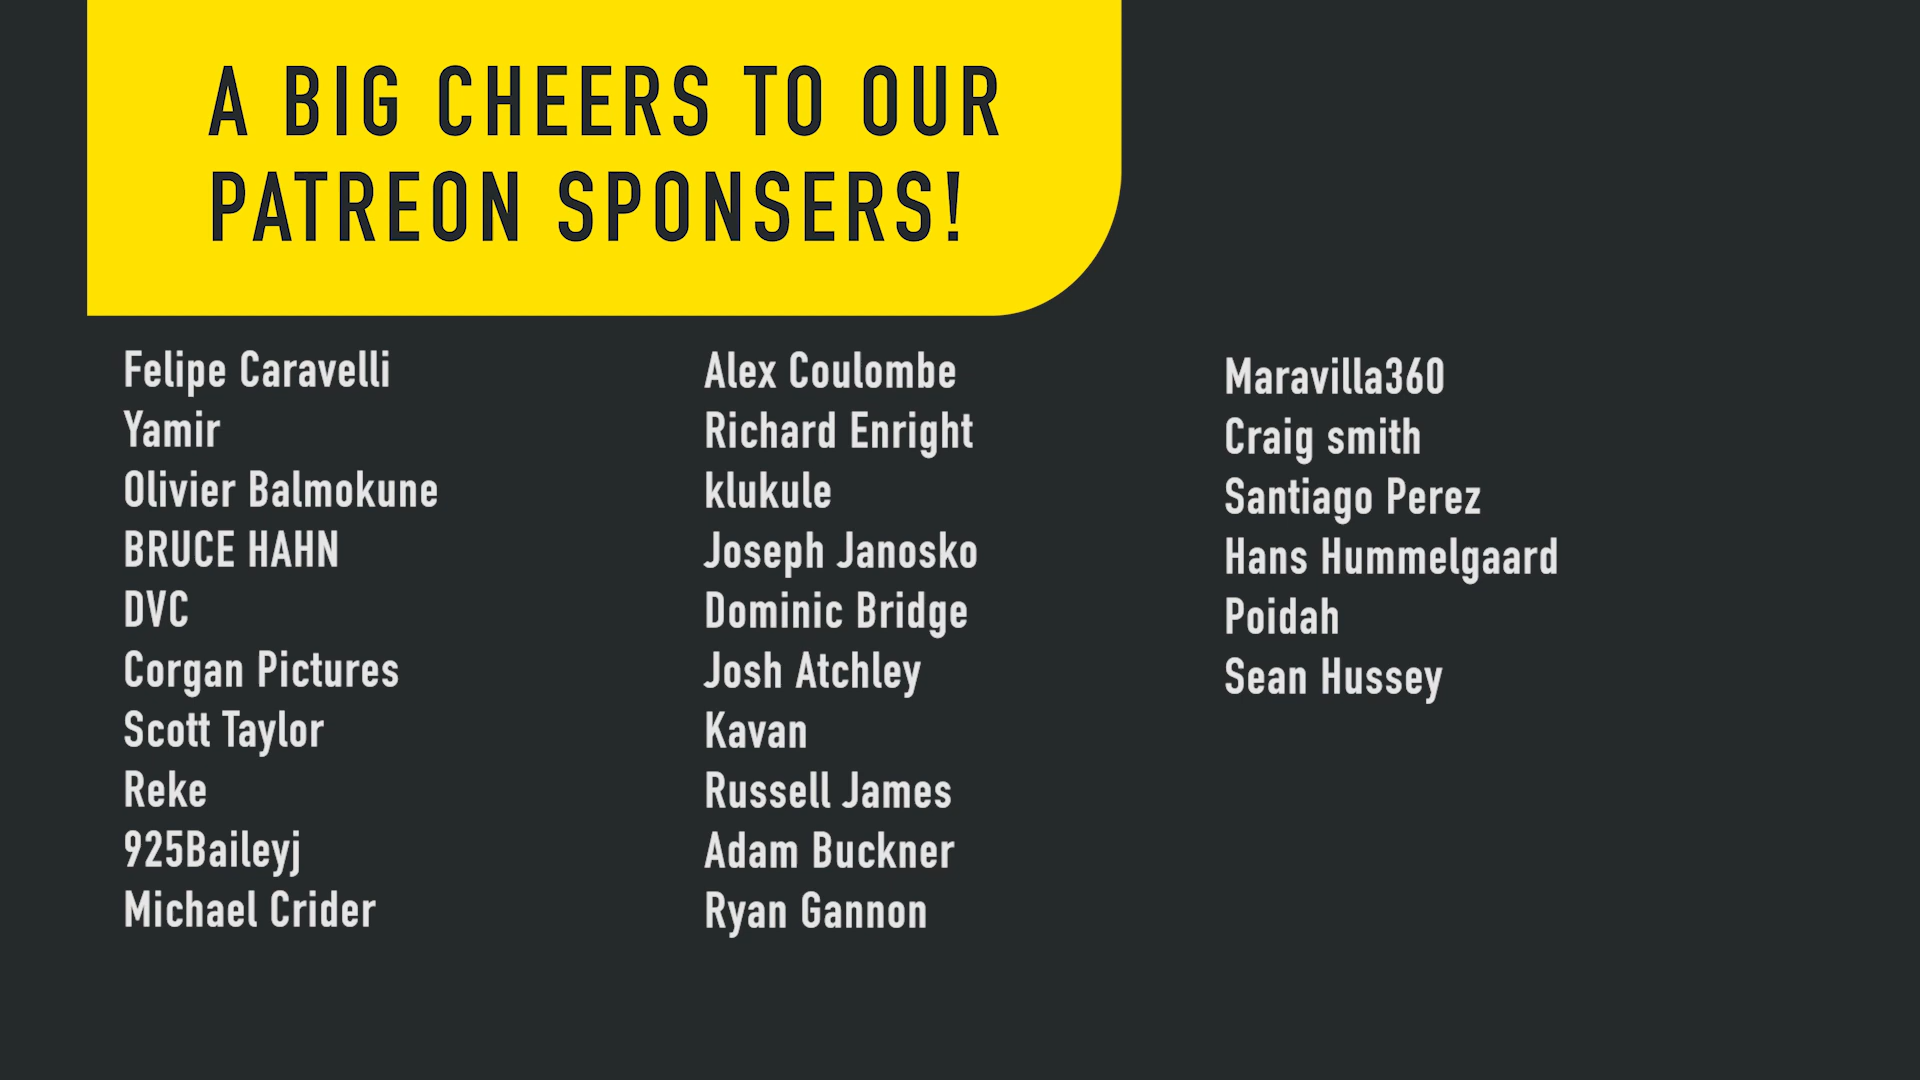 A BIG CHEERS TO OUR
PATREON SPONSERS!
Felipe Caravelli
Yamir
Olivier Balmokune
BRUCE HAHN
DVC
Corgan Pictures
Scott Taylor
Reke
925Baileyj
Michael Crider
Alex Coulombe
Richard Enright
klukule
Joseph Janosko
Dominic Bridge
Josh Atchley
Kavan
Russell James
Adam Buckner
Ryan Gannon
Maravilla360
Craig smith
Santiago Perez
Hans Hummelgaard
Poidah
Sean Hussey